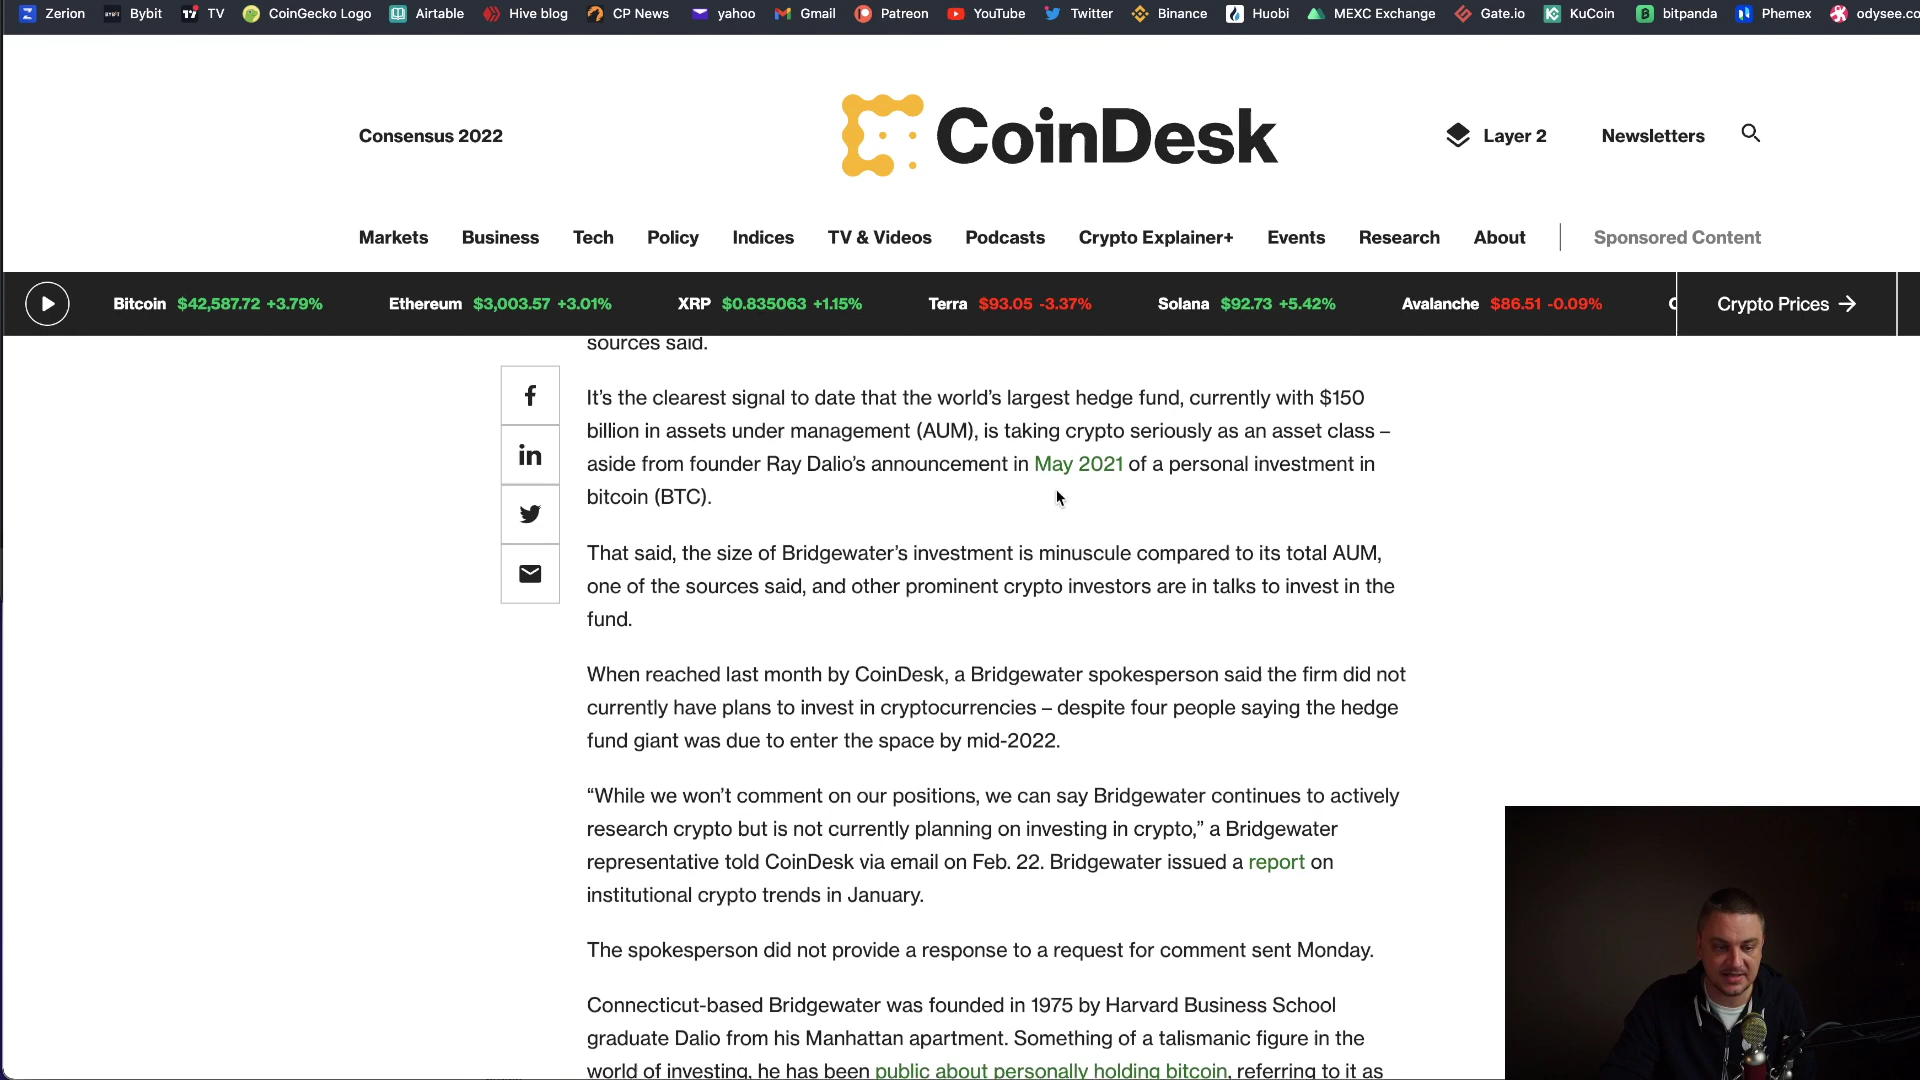 Zerion Bybit TV CoinGecko Logo Airtable Hive blog CP News yahoo Gmail Patreon YouTube Twitter Binance Huobi MEXC Exchange Gate.io KuCoin bitpanda Phemex odysee.co
Consensus 2022
CoinDesk
Layer 2 Newsletters
Markets Business Tech Policy Indices TV & Videos Podcasts Crypto Explainer+ Events Research About Sponsored Content
Bitcoin $42,587.72 +3.79% Ethereum $3,003.57 +3.01% XRP $0.835063 +1.15% Terra $93.05 -3.37% Solana $92.73 +5.42% Avalanche $86.51 -0.09% Crypto Prices →
sources said.
It’s the clearest signal to date that the world’s largest hedge fund, currently with $150
billion in assets under management (AUM), is taking crypto seriously as an asset class –
aside from founder Ray Dalio’s announcement in May 2021 of a personal investment in
bitcoin (BTC).
That said, the size of Bridgewater’s investment is minuscule compared to its total AUM,
one of the sources said, and other prominent crypto investors are in talks to invest in the
fund.
When reached last month by CoinDesk, a Bridgewater spokesperson said the firm did not
currently have plans to invest in cryptocurrencies – despite four people saying the hedge
fund giant was due to enter the space by mid-2022.
“While we won’t comment on our positions, we can say Bridgewater continues to actively
research crypto but is not currently planning on investing in crypto,” a Bridgewater
representative told CoinDesk via email on Feb. 22. Bridgewater issued a report on
institutional crypto trends in January.
The spokesperson did not provide a response to a request for comment sent Monday.
Connecticut-based Bridgewater was founded in 1975 by Harvard Business School
graduate Dalio from his Manhattan apartment. Something of a talismanic figure in the
world of investing, he has been public about personally holding bitcoin, referring to it as